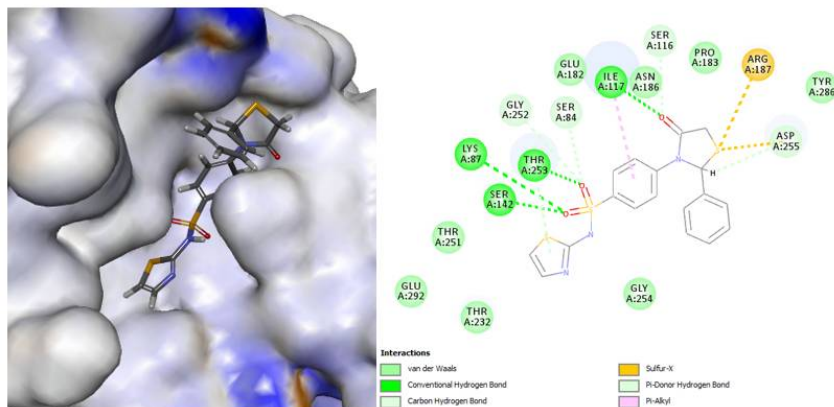 SER
A:116
PRO
A:183
ARG
A:187
GLU
A:182
ILE
A:117
ASN
A:186
TYR
A:286
GLY
A:252
SER
A:84
ASP
A:255
LYS
A:87
THR
A:253
SER
A:142
THR
A:251
GLU
A:292
THR
A:232
GLY
A:254
O
N
S
H
O
S
O
NH
S
N
Interactions
van der Waals
Conventional Hydrogen Bond
Carbon Hydrogen Bond
Sulfur-X
Pi-Donor Hydrogen Bond
Pi-Alkyl